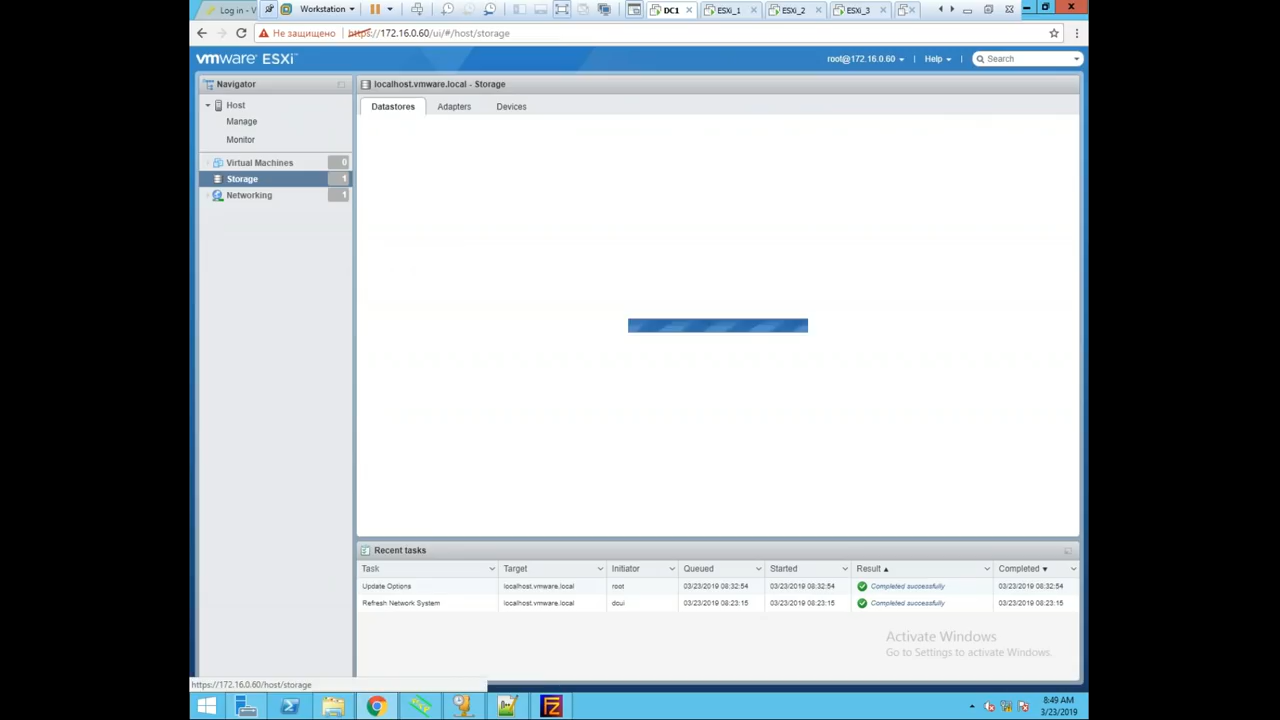 Log in - V
Workstation
DC1
ESXi_1
ESXi_2
ESXi_3
Не защищено
https://172.16.0.60/ui/#/host/storage
vmware ESXi™
root@172.16.0.60
Help
Search
Navigator
localhost.vmware.local - Storage
Host
Manage
Monitor
Virtual Machines
0
Storage
1
Networking
1
Datastores
Adapters
Devices
Recent tasks
Task
Target
Initiator
Queued
Started
Result
Completed
Update Options
localhost.vmware.local
root
03/23/2019 08:32:54
03/23/2019 08:32:54
Completed successfully
03/23/2019 08:32:54
Refresh Network System
localhost.vmware.local
dcui
03/23/2019 08:23:15
03/23/2019 08:23:15
Completed successfully
03/23/2019 08:23:15
Activate Windows
Go to Settings to activate Windows.
https://172.16.0.60/host/storage
8:49 AM
3/23/2019